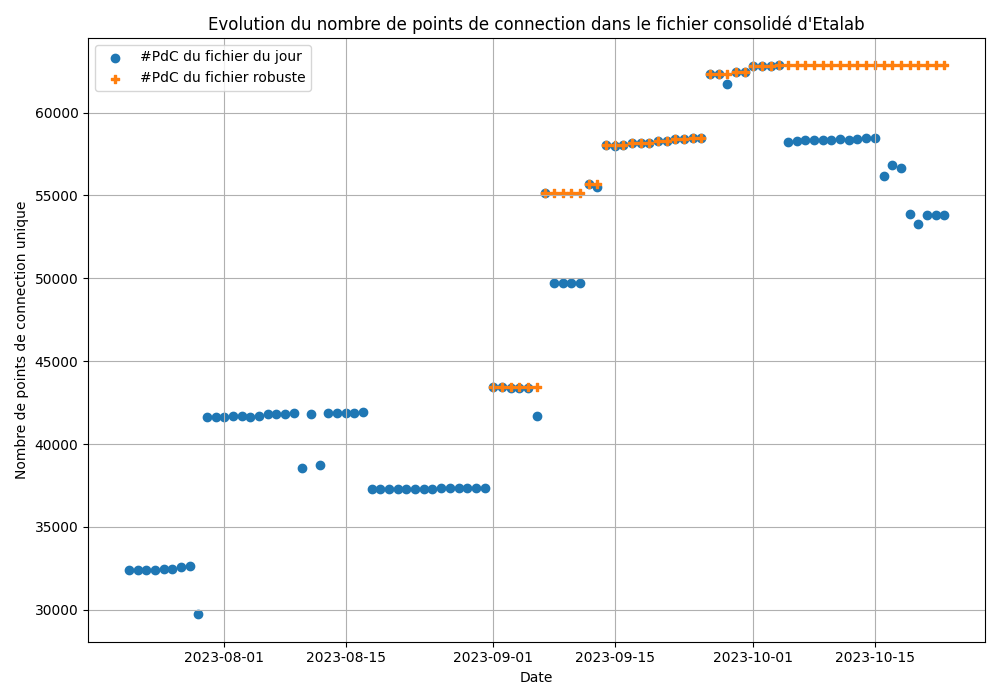 Evolution du nombre de points de connection dans le fichier consolidé d'Etalab
#PdC du fichier du jour
#PdC du fichier robuste
Nombre de points de connection unique
60000
55000
50000
45000
40000
35000
30000
2023-08-01
2023-08-15
2023-09-01
2023-09-15
2023-10-01
2023-10-15
Date